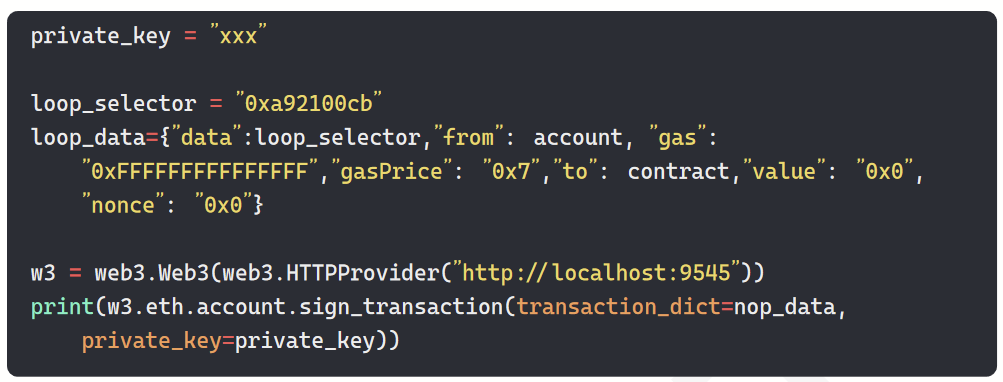 private_key = ”xxx”
loop_selector = ”0xa92100cb”
loop_data={”data”:loop_selector,”from”: account, ”gas”:
”0xFFFFFFFFFFFFFFF”,”gasPrice”: ”0x7”,”to”: contract,”value”: ”0x0”,
”nonce”: ”0x0”}
w3 = web3.Web3(web3.HTTPProvider(”http://localhost:9545”))
print(w3.eth.account.sign_transaction(transaction_dict=nop_data,
private_key=private_key))